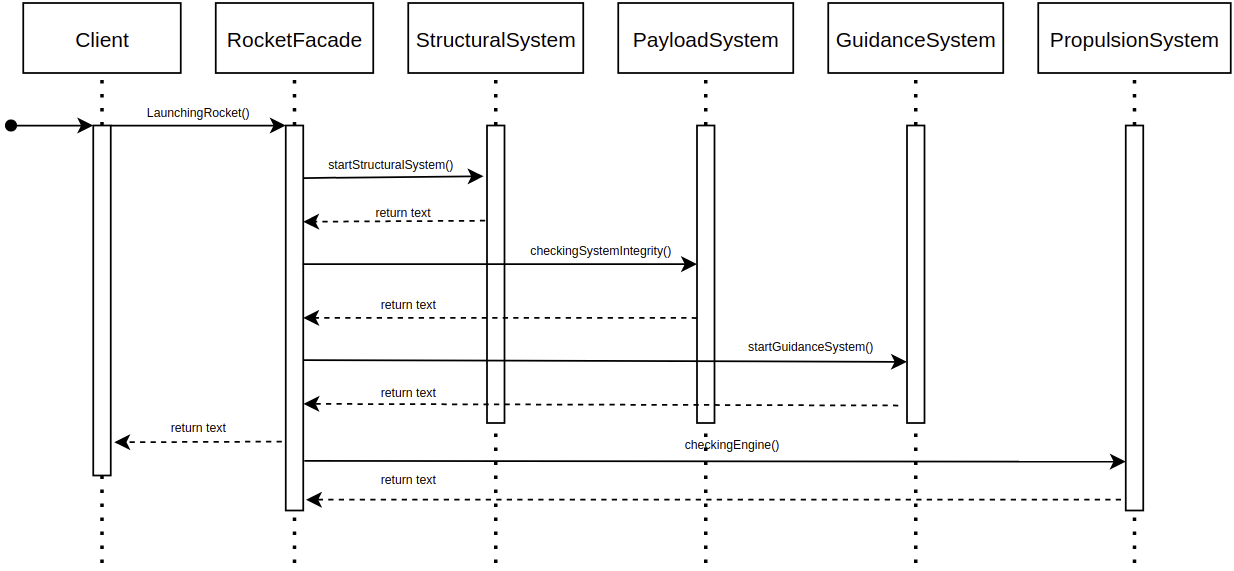 Client
RocketFacade
StructuralSystem
PayloadSystem
GuidanceSystem
PropulsionSystem
LaunchingRocket()
startStructuralSystem()
return text
checkingSystemIntegrity()
return text
startGuidanceSystem()
return text
return text
checkingEngine()
return text